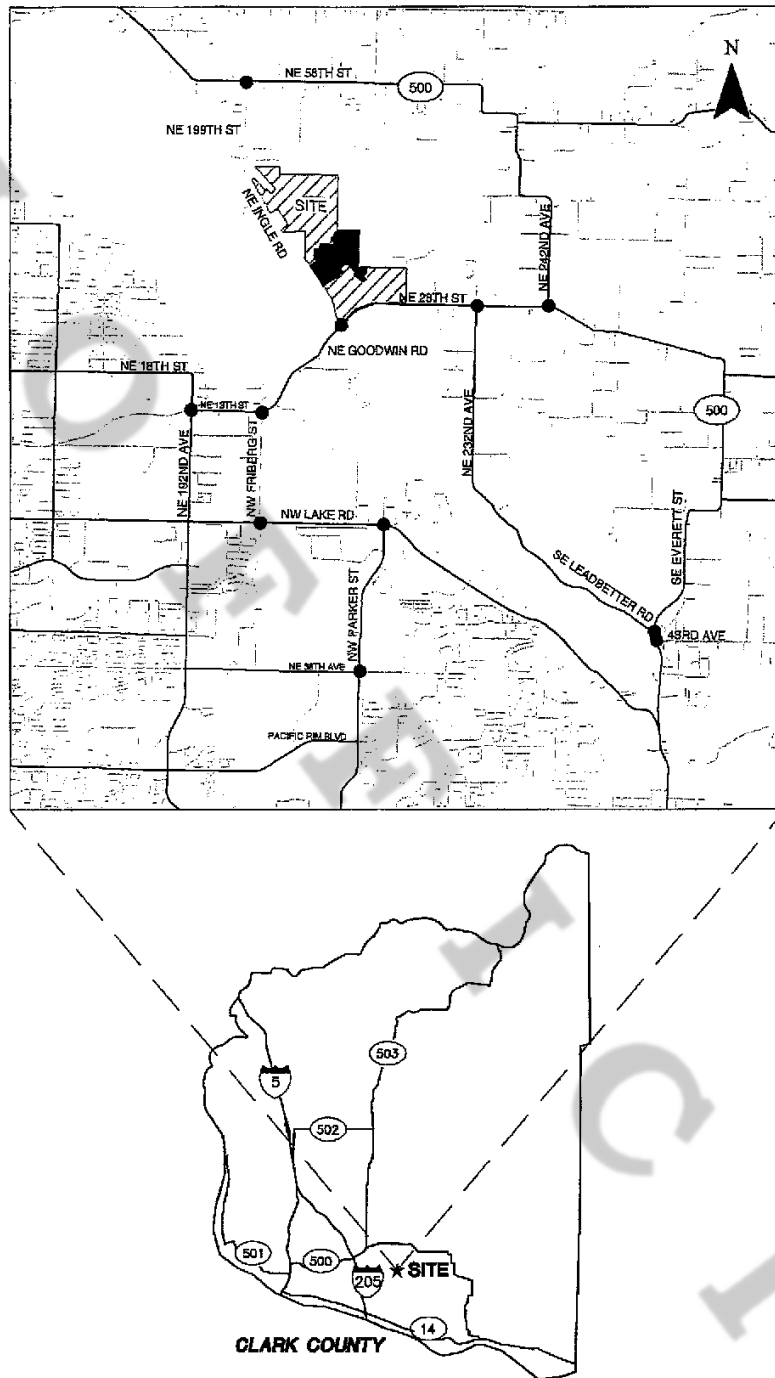 NE 58TH ST
500
N
NE 199TH ST
NE INGLE RD
SITE
NE 242ND AVE
NE 28TH ST
NE GOODWIN RD
NE 18TH ST
NE 13TH ST
500
NE 192ND AVE
NW FRIBERG ST
NE 232ND AVE
NW LAKE RD
SE EVERETT ST
SE LEADBETTER RD
NW PARKER ST
43RD AVE
NE 38TH AVE
PACIFIC RIM BLVD
503
5
502
501
500
205
SITE
14
CLARK COUNTY